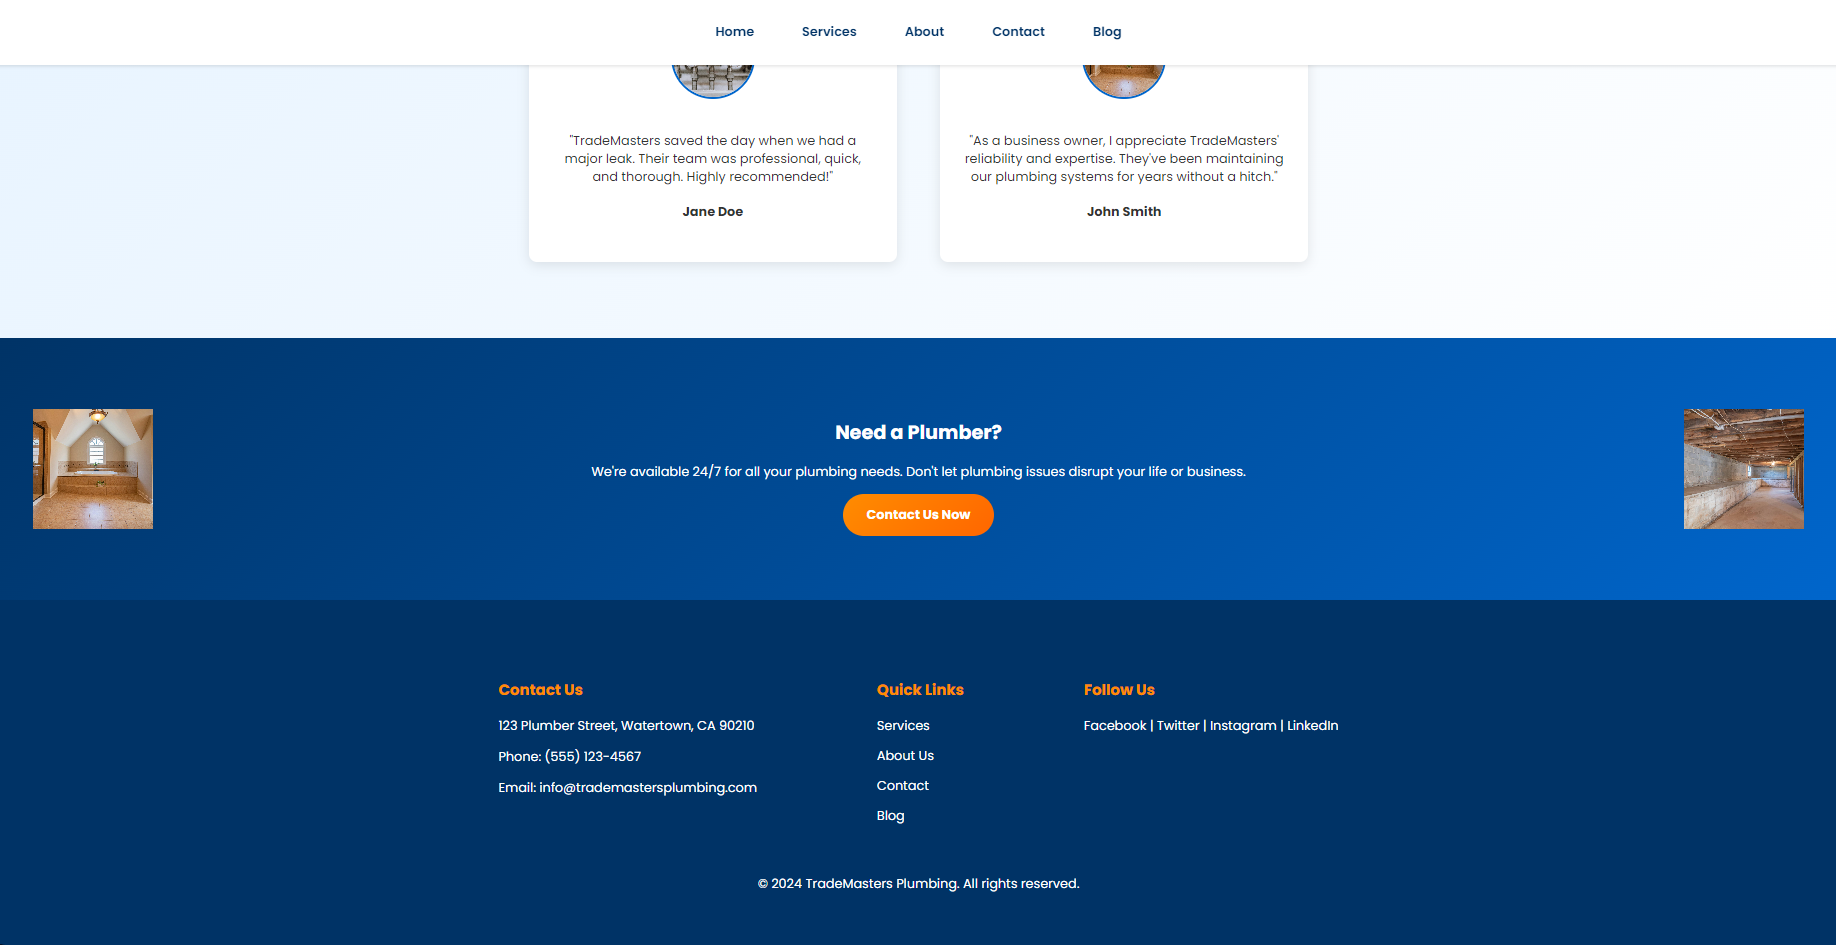 Home Services About Contact Blog
"TradeMasters saved the day when we had a
major leak. Their team was professional, quick,
and thorough. Highly recommended!"
Jane Doe
"As a business owner, I appreciate TradeMasters'
reliability and expertise. They've been maintaining
our plumbing systems for years without a hitch."
John Smith
Need a Plumber?
We're available 24/7 for all your plumbing needs. Don't let plumbing issues disrupt your life or business.
Contact Us Now
Contact Us
123 Plumber Street, Watertown, CA 90210
Phone: (555) 123-4567
Email: info@trademastersplumbing.com
Quick Links
Services
About Us
Contact
Blog
Follow Us
Facebook | Twitter | Instagram | LinkedIn
© 2024 TradeMasters Plumbing. All rights reserved.